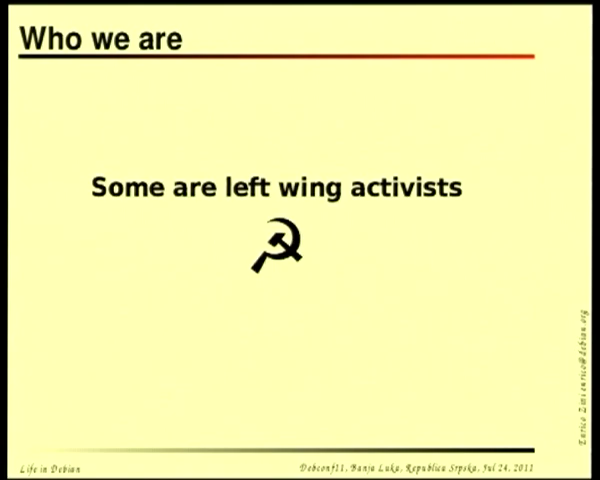 Who we are
Some are left wing activists
☭
Enrico Zini enrico@debian.org
Life in Debian
Debconf11, Banja Luka, Republica Srpska, Jul 24, 2011